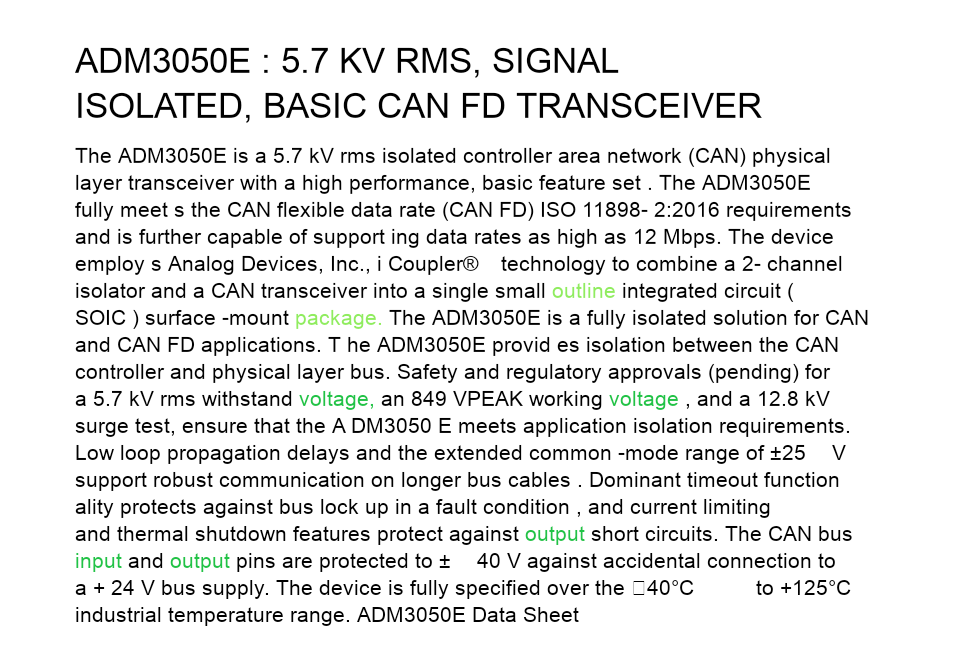 ADM3050E : 5.7 KV RMS, SIGNAL
ISOLATED, BASIC CAN FD TRANSCEIVER
The ADM3050E is a 5.7 kV rms isolated controller area network (CAN) physical
layer transceiver with a high performance, basic feature set . The ADM3050E
fully meet s the CAN flexible data rate (CAN FD) ISO 11898- 2:2016 requirements
and is further capable of support ing data rates as high as 12 Mbps. The device
employ s Analog Devices, Inc., i Coupler® technology to combine a 2- channel
isolator and a CAN transceiver into a single small outline integrated circuit (
SOIC ) surface -mount package. The ADM3050E is a fully isolated solution for CAN
and CAN FD applications. T he ADM3050E provid es isolation between the CAN
controller and physical layer bus. Safety and regulatory approvals (pending) for
a 5.7 kV rms withstand voltage, an 849 VPEAK working voltage , and a 12.8 kV
surge test, ensure that the A DM3050 E meets application isolation requirements.
Low loop propagation delays and the extended common -mode range of ±25 V
support robust communication on longer bus cables . Dominant timeout function
ality protects against bus lock up in a fault condition , and current limiting
and thermal shutdown features protect against output short circuits. The CAN bus
input and output pins are protected to ± 40 V against accidental connection to
a + 24 V bus supply. The device is fully specified over the 40°C to +125°C
industrial temperature range. ADM3050E Data Sheet